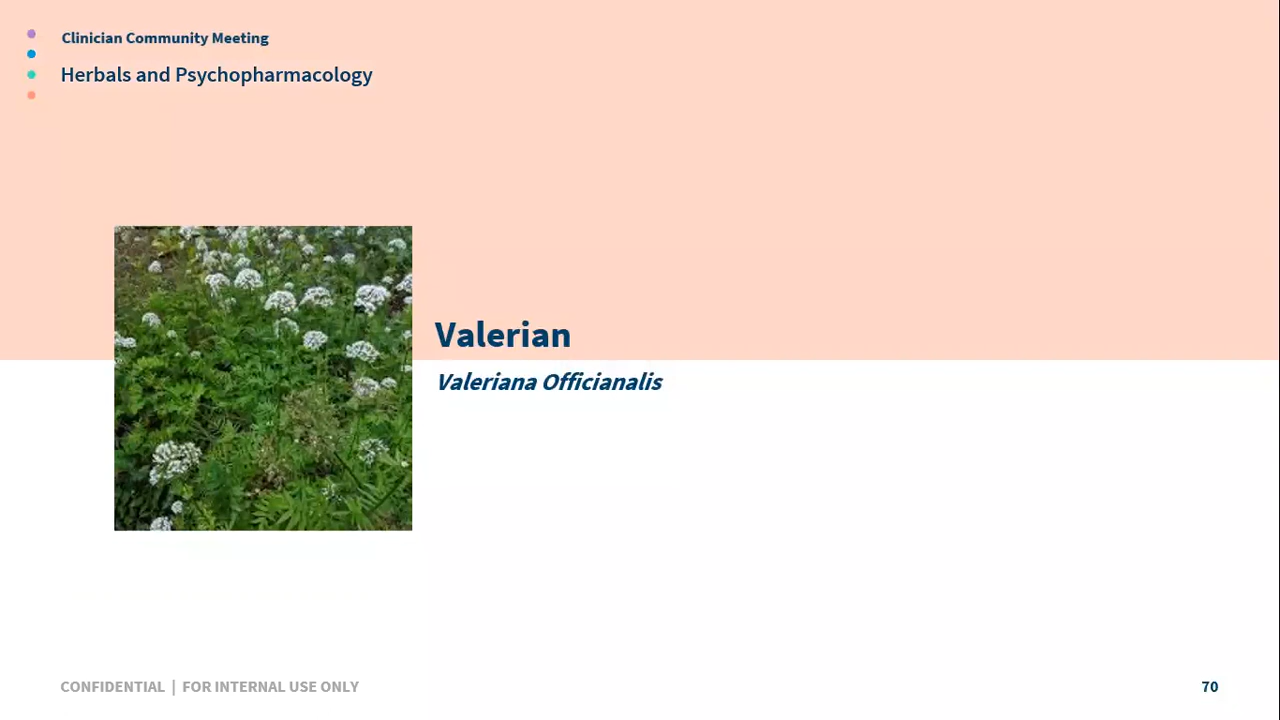 Clinician Community Meeting
Herbals and Psychopharmacology
Valerian
Valeriana Officianalis
CONFIDENTIAL | FOR INTERNAL USE ONLY
70